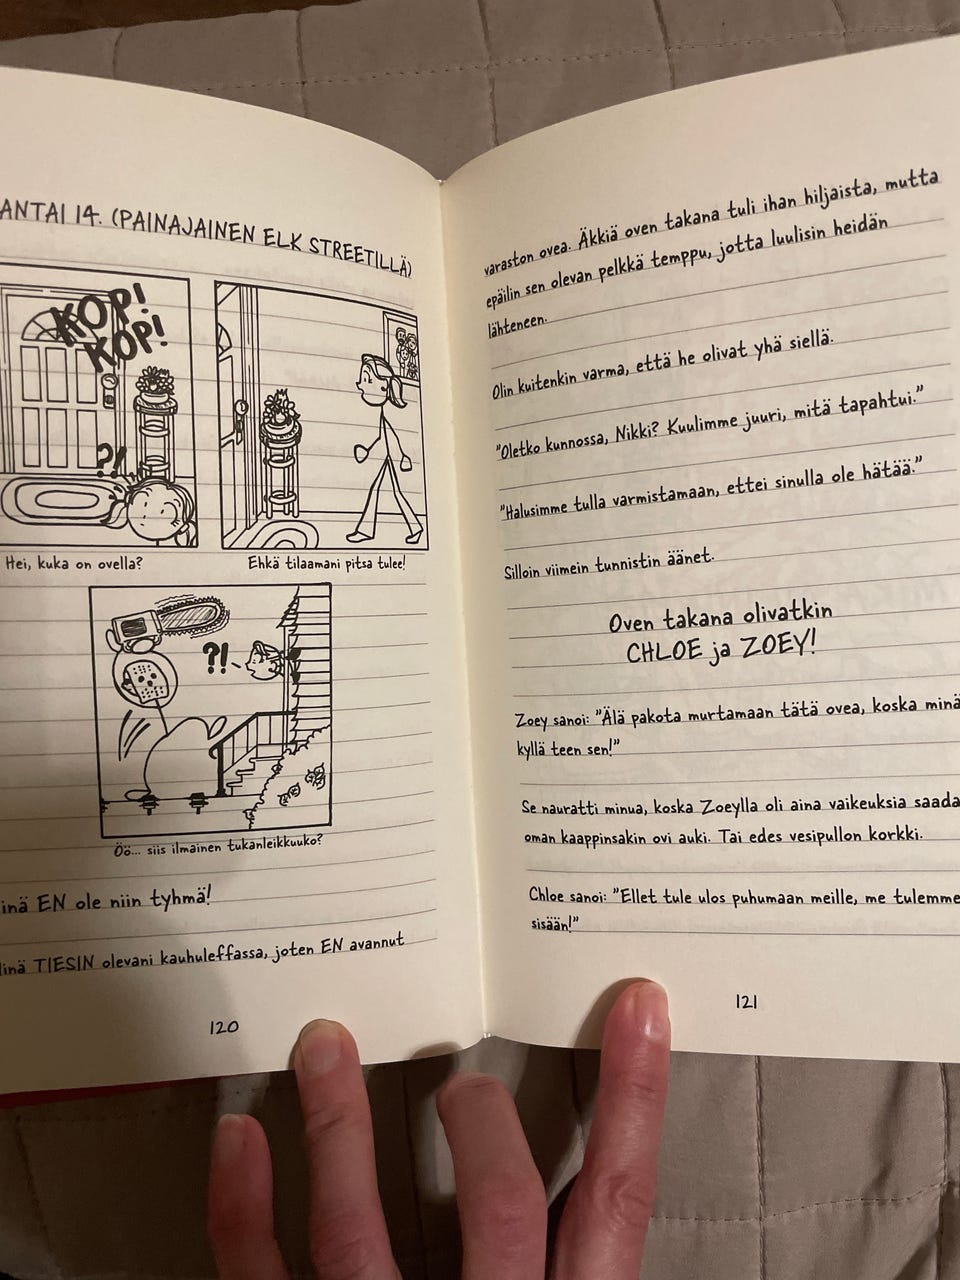 ANTAI 14. (PAINAJAINEN ELK STREETILLÄ)
KOP!
KOP!
?!
Hei, kuka on ovella?
Ehkä tilaamani pitsa tulee!
?!
Öö... siis ilmainen tukanleikkuuko?
inä EN ole niin tyhmä!
inä TIESIN olevani kauhuleffassa, joten EN avannut
120
varaston ovea. Äkkiä oven takana tuli ihan hiljaista, mutta
epäilin sen olevan pelkkä temppu, jotta luulisin heidän
lähteneen.
Olin kuitenkin varma, että he olivat yhä siellä.
"Oletko kunnossa, Nikki? Kuulimme juuri, mitä tapahtui."
"Halusimme tulla varmistamaan, ettei sinulla ole hätää."
Silloin viimein tunnistin äänet.
Oven takana olivatkin
CHLOE ja ZOEY!
Zoey sanoi: "Älä pakota murtamaan tätä ovea, koska minä
kyllä teen sen!"
Se nauratti minua, koska Zoeylla oli aina vaikeuksia saada
oman kaappinsakin ovi auki. Tai edes vesipullon korkki.
Chloe sanoi: "Ellet tule ulos puhumaan meille, me tulemme
sisään!"
121